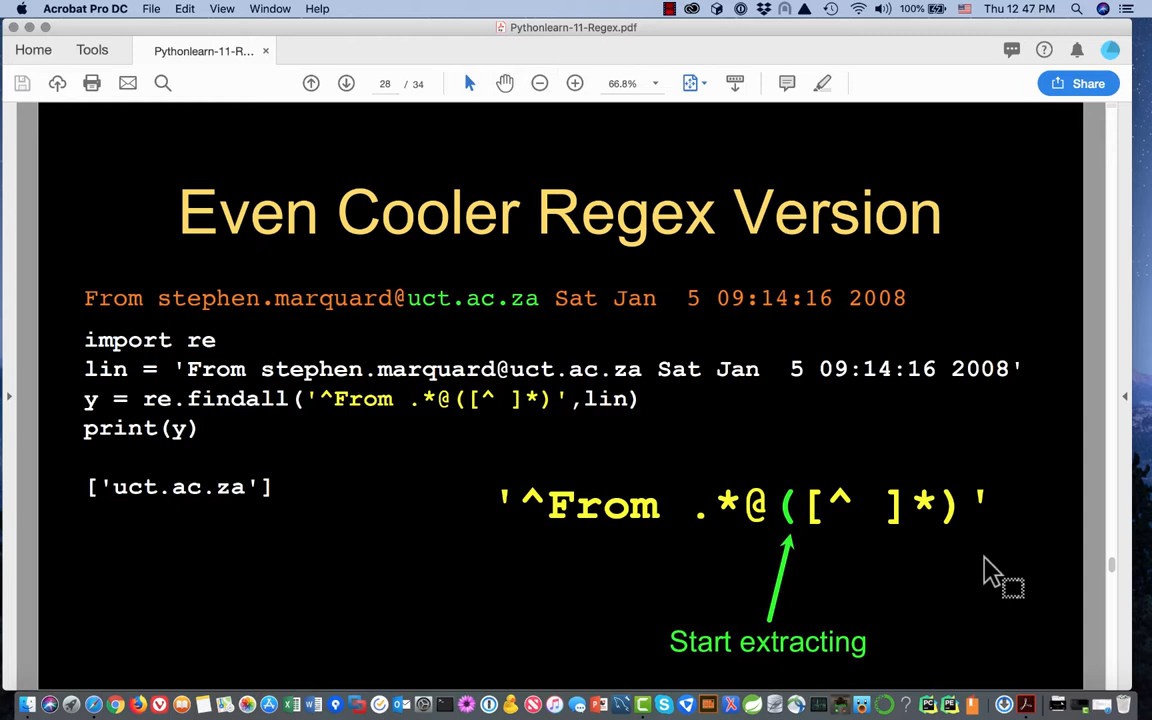 Acrobat Pro DC File Edit View Window Help 100% Thu 12:47 PM
Pythonlearn-11-Regex.pdf
Home Tools Pythonlearn-11-R... ×
28 / 34 66.8% Share
Even Cooler Regex Version
From stephen.marquard@uct.ac.za Sat Jan  5 09:14:16 2008
import re
lin = 'From stephen.marquard@uct.ac.za Sat Jan  5 09:14:16 2008'
y = re.findall('^From .*@([^ ]*)',lin)
print(y)
['uct.ac.za']
'^From .*@([^ ]*)'
Start extracting